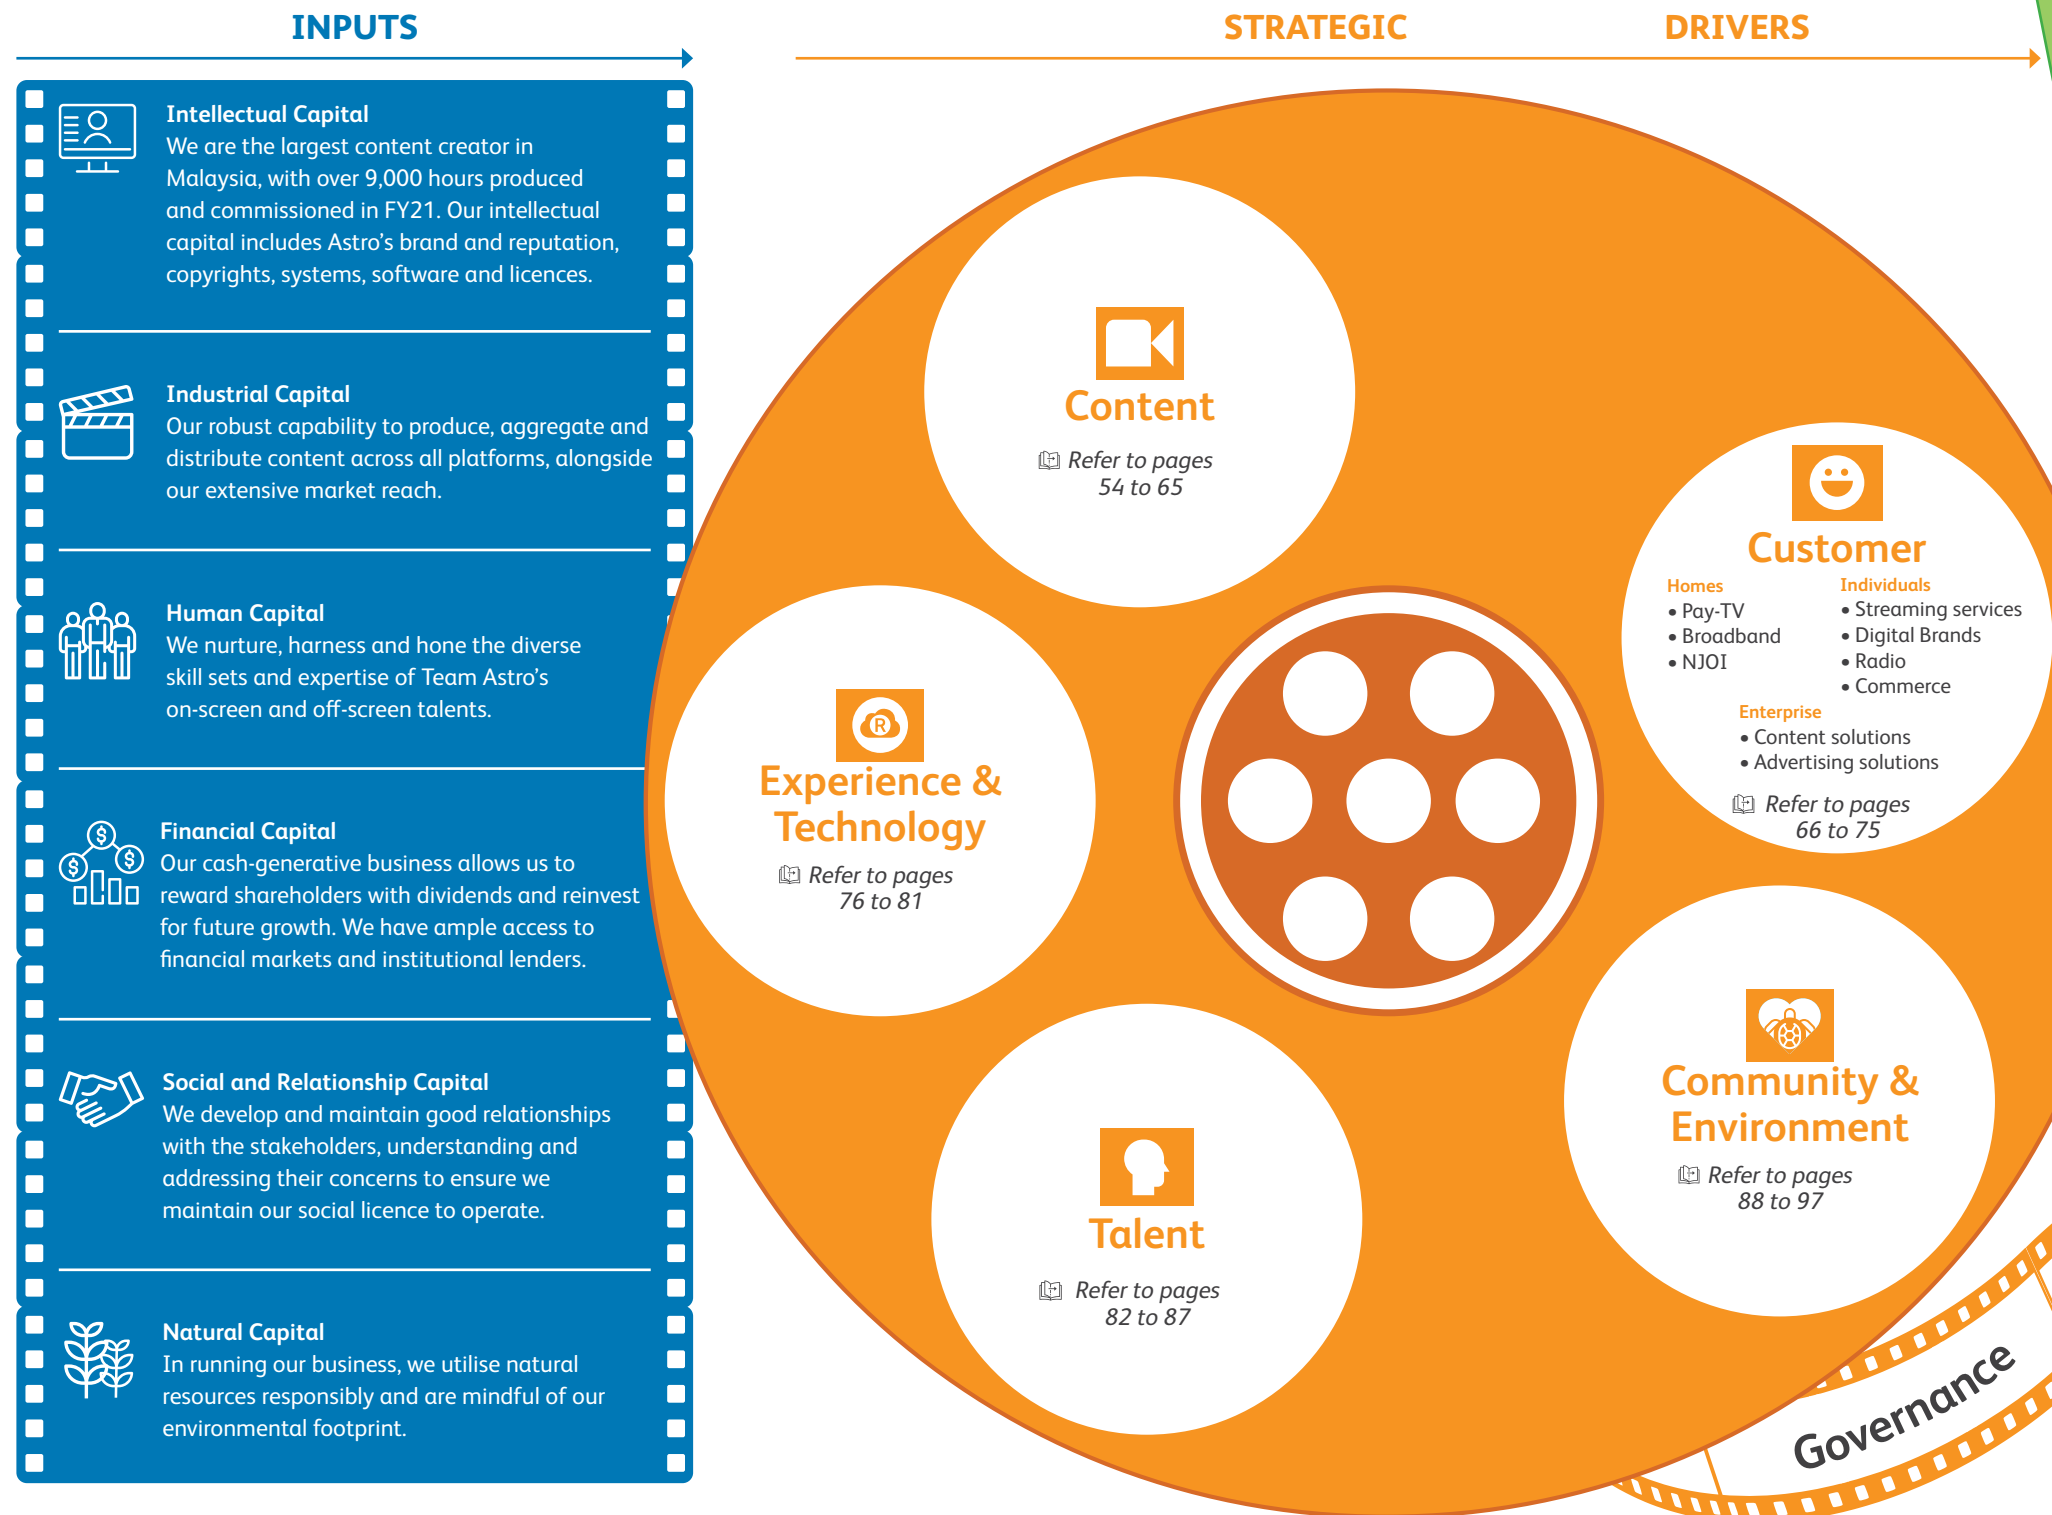 INPUTS
Intellectual Capital
We are the largest content creator in
Malaysia, with over 9,000 hours produced
and commissioned in FY21. Our intellectual
capital includes Astro’s brand and reputation,
copyrights, systems, software and licences.
Industrial Capital
Our robust capability to produce, aggregate and
distribute content across all platforms, alongside
our extensive market reach.
Human Capital
We nurture, harness and hone the diverse
skill sets and expertise of Team Astro’s
on-screen and off-screen talents.
Financial Capital
Our cash-generative business allows us to
reward shareholders with dividends and reinvest
for future growth. We have ample access to
financial markets and institutional lenders.
Social and Relationship Capital
We develop and maintain good relationships
with the stakeholders, understanding and
addressing their concerns to ensure we
maintain our social licence to operate.
Natural Capital
In running our business, we utilise natural
resources responsibly and are mindful of our
environmental footprint.
STRATEGIC DRIVERS
Content
Refer to pages
54 to 65
Customer
Homes
• Pay-TV
• Broadband
• NJOI
Individuals
• Streaming services
• Digital Brands
• Radio
• Commerce
Enterprise
• Content solutions
• Advertising solutions
Refer to pages
66 to 75
R
Experience &
Technology
Refer to pages
76 to 81
Community &
Environment
Refer to pages
88 to 97
Talent
Refer to pages
82 to 87
Governance